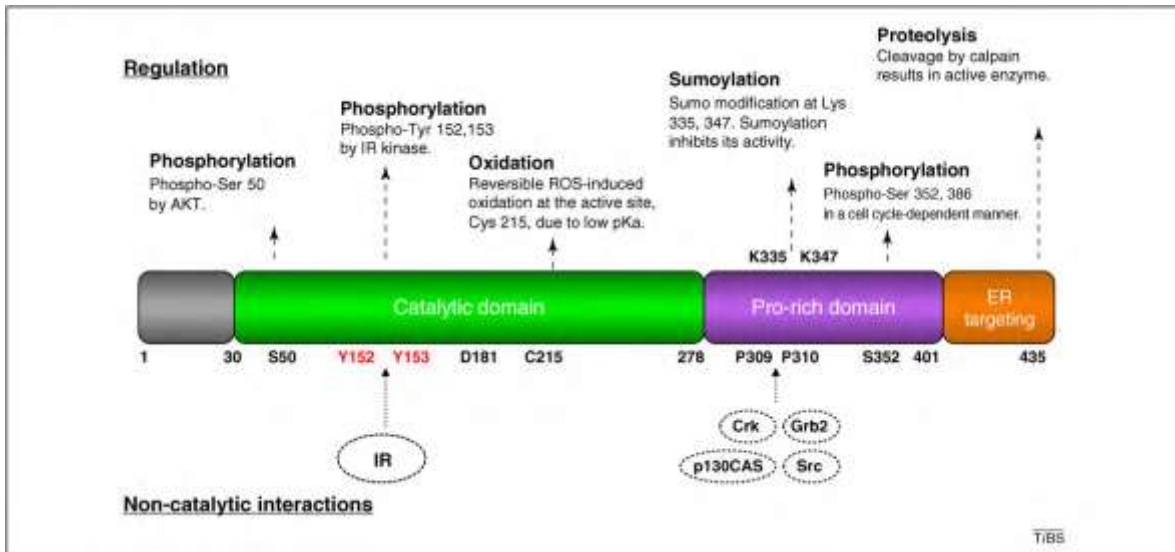 Regulation
Proteolysis
Cleavage by calpain
results in active enzyme.
Sumoylation
Sumo modification at Lys
335, 347. Sumoylation
inhibits its activity.
Phosphorylation
Phospho-Tyr 152,153
by IR kinase.
Phosphorylation
Phospho-Ser 50
by AKT.
Oxidation
Reversible ROS-induced
oxidation at the active site,
Cys 215, due to low pKa.
Phosphorylation
Phospho-Ser 352, 386
in a cell cycle-dependent manner.
K335 K347
Catalytic domain
Pro-rich domain
ER
targeting
1 30 S50 Y152 Y153 D181 C215 278 P309 P310 S352 401 435
IR
Crk Grb2
p130CAS Src
Non-catalytic interactions
TiBS